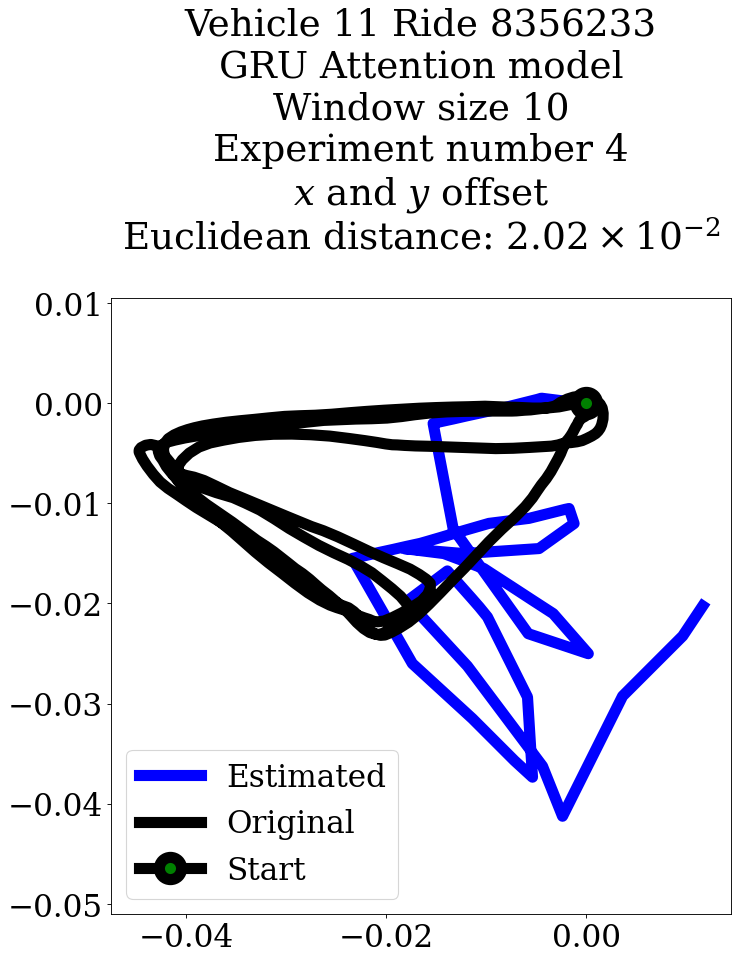 Vehicle 11 Ride 8356233
GRU Attention model
Window size 10
Experiment number 4
x and y offset
Euclidean distance: 2.02 × 10⁻²
0.01
0.00
−0.01
−0.02
−0.03
−0.04
−0.05
Estimated
Original
Start
−0.04 −0.02 0.00